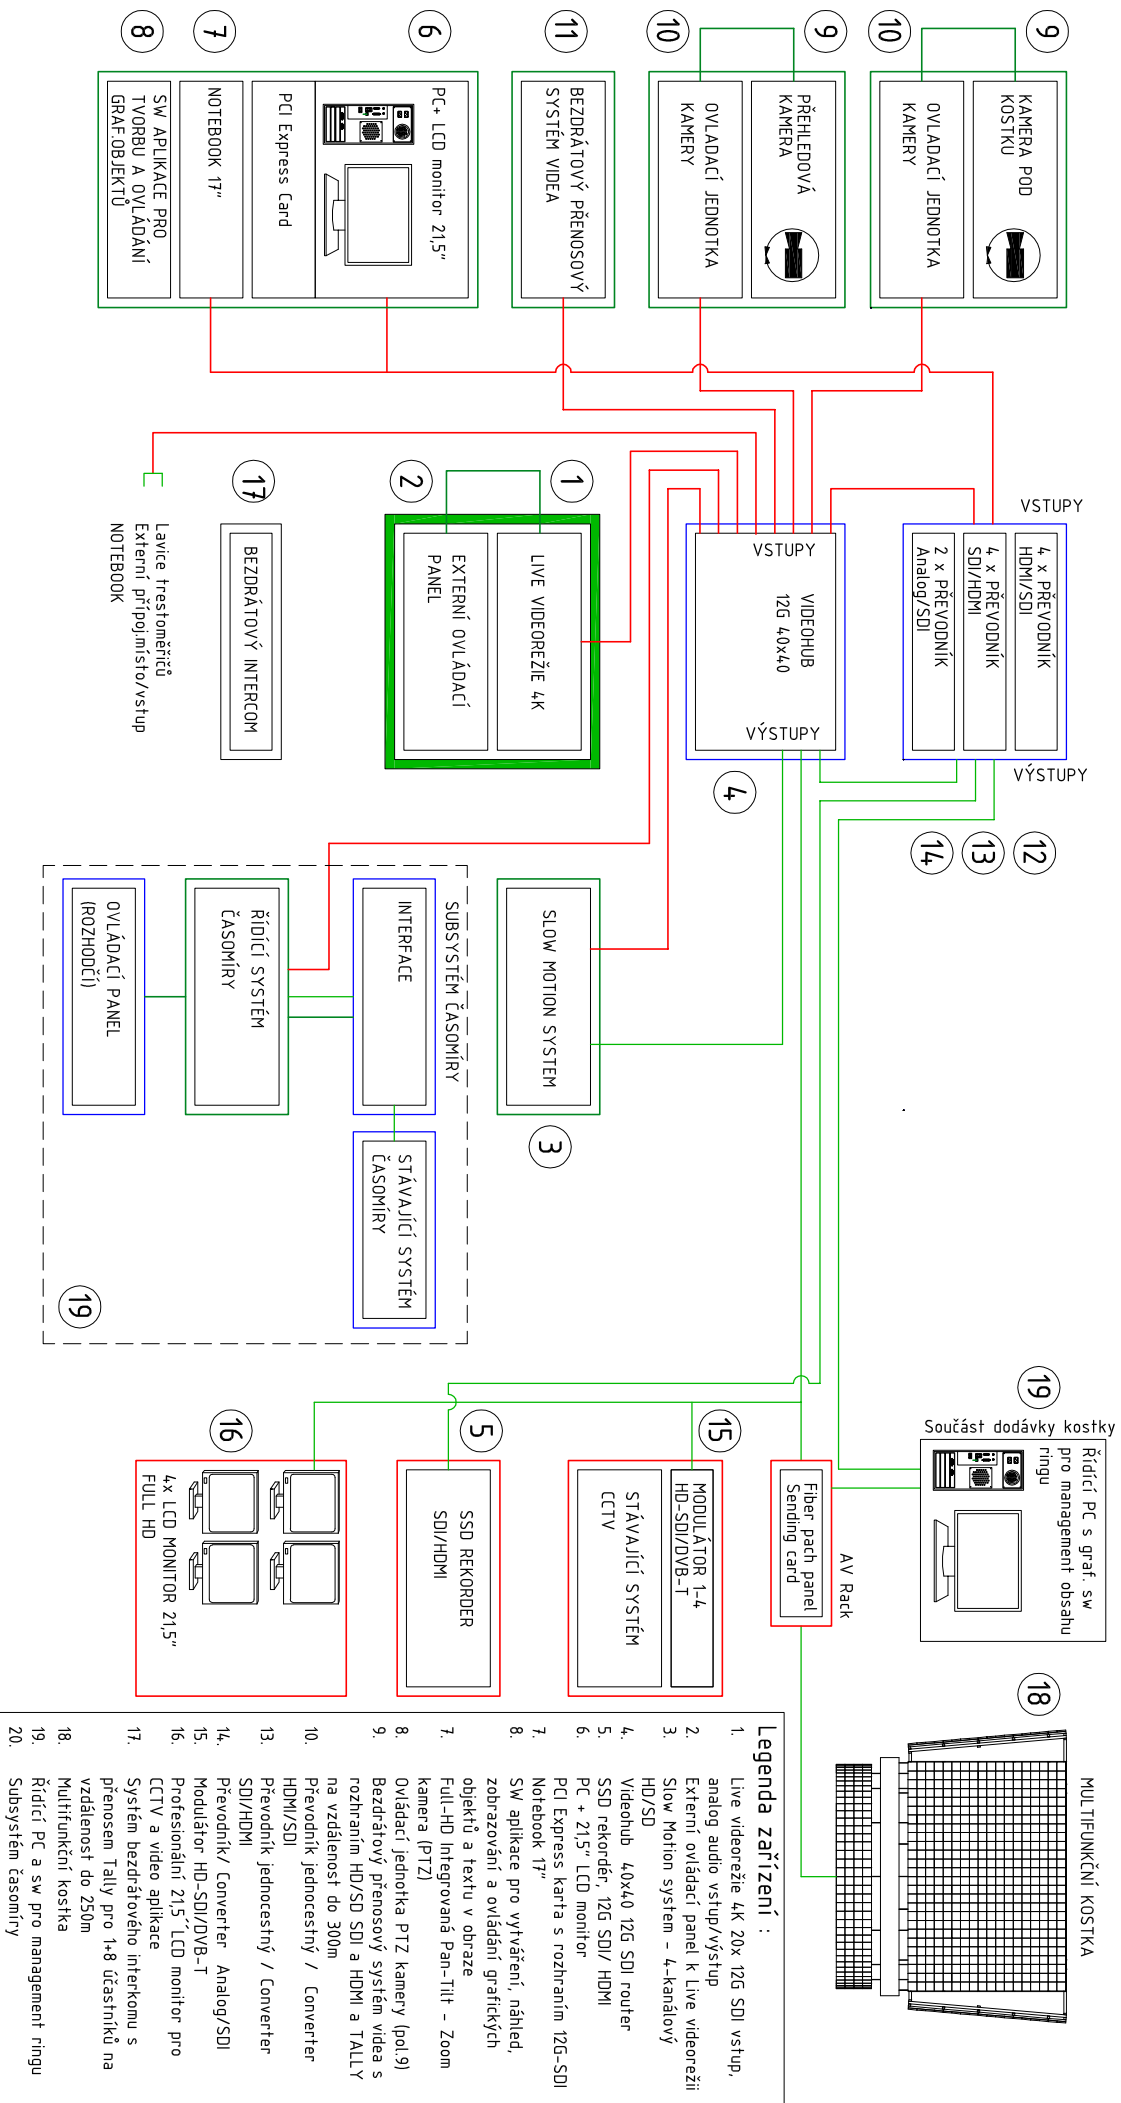 9
10
KAMERA POD
KOSTKU
OVLADACÍ JEDNOTKA
KAMERY
9
10
PŘEHLEDOVÁ
KAMERA
OVLADACÍ JEDNOTKA
KAMERY
11
BEZDRÁTOVÝ PŘENOSOVÝ
SYSTÉM VIDEA
6
7
8
PC+ LCD monitor 21,5"
PCI Express Card
NOTEBOOK 17"
SW APLIKACE PRO
TVORBU A OVLÁDÁNÍ
GRAF.OBJEKTŮ
VSTUPY
4 x PŘEVODNÍK
HDMI/SDI
4 x PŘEVODNÍK
SDI/HDMI
2 x PŘEVODNÍK
Analog/SDI
VÝSTUPY
12
13
14
VSTUPY
VIDEOHUB
12G 40x40
VÝSTUPY
4
1
2
LIVE VIDEOREŽIE 4K
EXTERNÍ OVLÁDACÍ
PANEL
17
BEZDRÁTOVÝ INTERCOM
Lavice trestoměřičů
Externí přípoj.místo/vstup
NOTEBOOK
SLOW MOTION SYSTEM
3
SUBSYSTÉM ČASOMÍRY
INTERFACE
ŘÍDÍCÍ SYSTÉM
ČASOMÍRY
OVLÁDACÍ PANEL
(ROZHODČÍ)
STÁVAJÍCÍ SYSTÉM
ČASOMÍRY
19
19
Součást dodávky kostky
Řídící PC s graf. sw
pro management obsahu
ringu
AV Rack
Fiber pach panel
Sending card
15
MODULÁTOR 1-4
HD-SDI/DVB-T
STÁVAJÍCÍ SYSTÉM
CCTV
5
SSD REKORDER
SDI/HDMI
16
4x LCD MONITOR 21,5"
FULL HD
18
MULTIFUNKČNÍ KOSTKA
Legenda zařízení :
1. Live videorežie 4K 20x 12G SDI vstup,
analog audio vstup/výstup
2. Externí ovládací panel k Live videorežii
3. Slow Motion system - 4-kanálový
HD/SD
4. Videohub 40x40 12G SDI router
5. SSD rekordér, 12G SDI/ HDMI
6. PC + 21,5" LCD monitor
PCI Express karta s rozhraním 12G-SDI
7. Notebook 17"
8. SW aplikace pro vytváření, náhled,
zobrazování a ovládání grafických
objektů a textu v obraze
7. Full-HD Integrovaná Pan-Tilt - Zoom
kamera (PTZ)
8. Ovládací jednotka PTZ kamery (pol.9)
9. Bezdrátový přenosový systém videa s
rozhraním HD/SD SDI a HDMI a TALLY
na vzdálenost do 300m
10. Převodník jednocestný / Converter
HDMI/SDI
13. Převodník jednocestný / Converter
SDI/HDMI
14. Převodník/ Converter Analog/SDI
15. Modulátor HD-SDI/DVB-T
16. Profesionální 21,5´´LCD monitor pro
CCTV a video aplikace
17. Systém bezdrátového interkomu s
přenosem Tally pro 1+8 účastníků na
vzdálenost do 250m
18. Multifunkční kostka
19. Řídící PC a sw pro management ringu
20. Subsystém časomíry